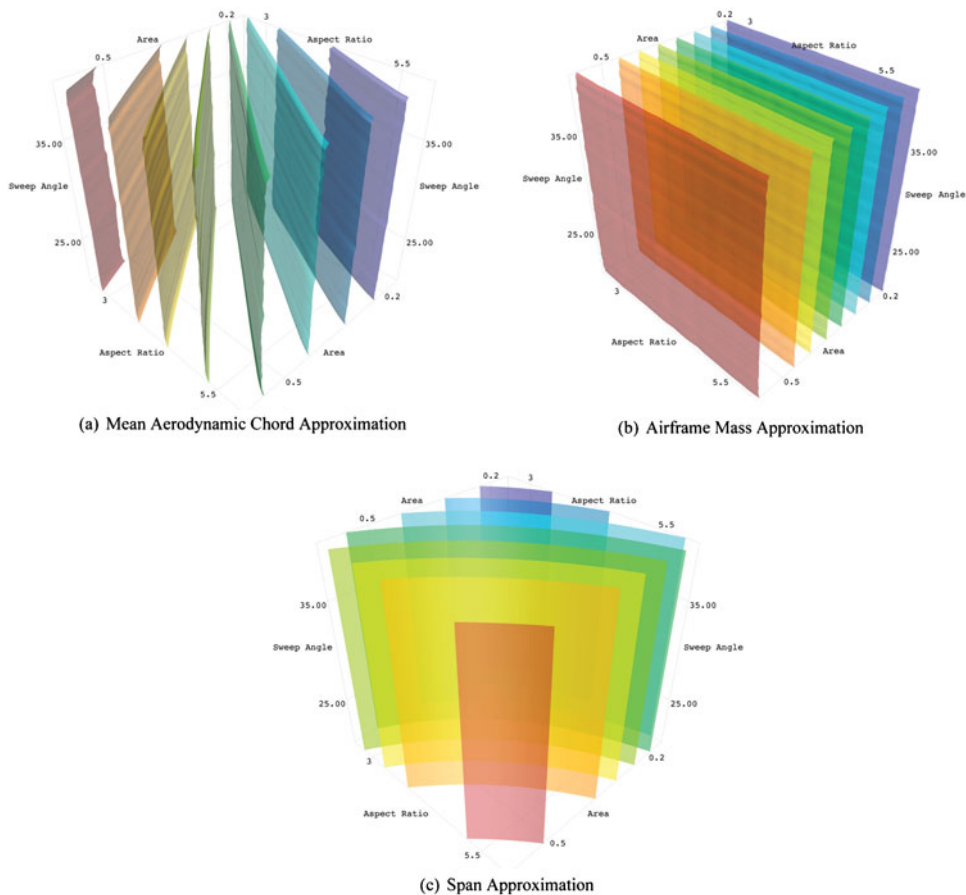 0.2
3
Area
Aspect Ratio
0.5
5.5
35.00
35.00
Sweep Angle
Sweep Angle
25.00
25.00
3
0.2
Aspect Ratio
Area
5.5
0.5
(a) Mean Aerodynamic Chord Approximation
0.2
3
Area
Aspect Ratio
0.5
5.5
35.00
35.00
Sweep Angle
Sweep Angle
25.00
25.00
3
0.2
Aspect Ratio
Area
5.5
0.5
(b) Airframe Mass Approximation
0.2
3
Area
Aspect Ratio
0.5
5.5
35.00
35.00
Sweep Angle
Sweep Angle
25.00
25.00
3
0.2
Aspect Ratio
Area
5.5
0.5
(c) Span Approximation